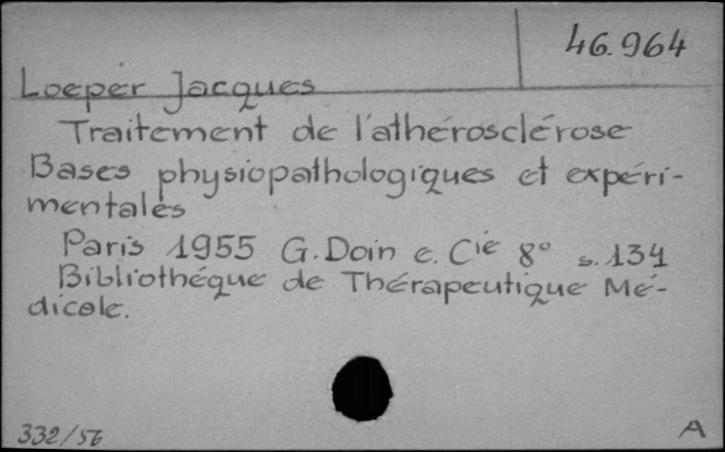 46.964
Loeper Jacques
Traitement de l'athérosclérose
Bases physiopathologiques et expéri-
mentales
Paris 1955 G. Doin e. Cie 8° s. 134
Bibliothéque de Thérapeutique Mé-
dicale.
332/56
A